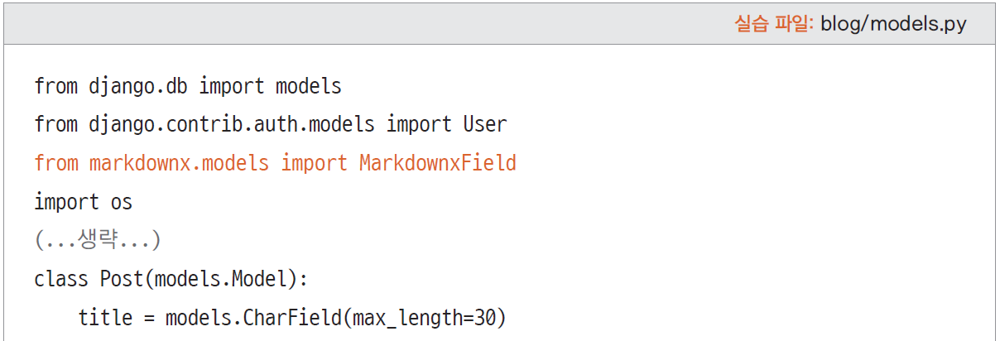 실습 파일: blog/models.py
from django.db import models
from django.contrib.auth.models import User
from markdownx.models import MarkdownxField
import os
(...생략...)
class Post(models.Model):
    title = models.CharField(max_length=30)